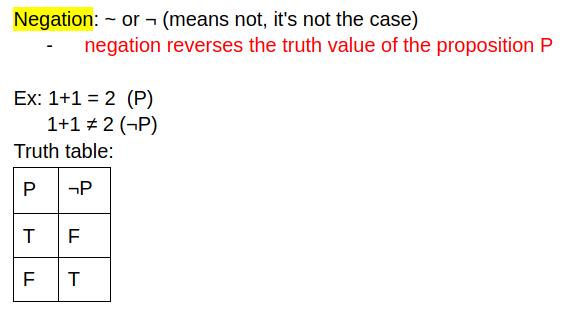 Negation: ~ or ¬ (means not, it's not the case)
- negation reverses the truth value of the proposition P
Ex: 1+1 = 2 (P)
1+1 ≠ 2 (¬P)
Truth table:
P ¬P
T F
F T